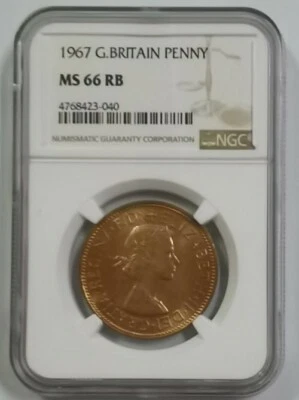 1967 G.BRITAIN PENNY
MS 66 RB
4768423-040
NUMISMATIC GUARANTY CORPORATION
NGC